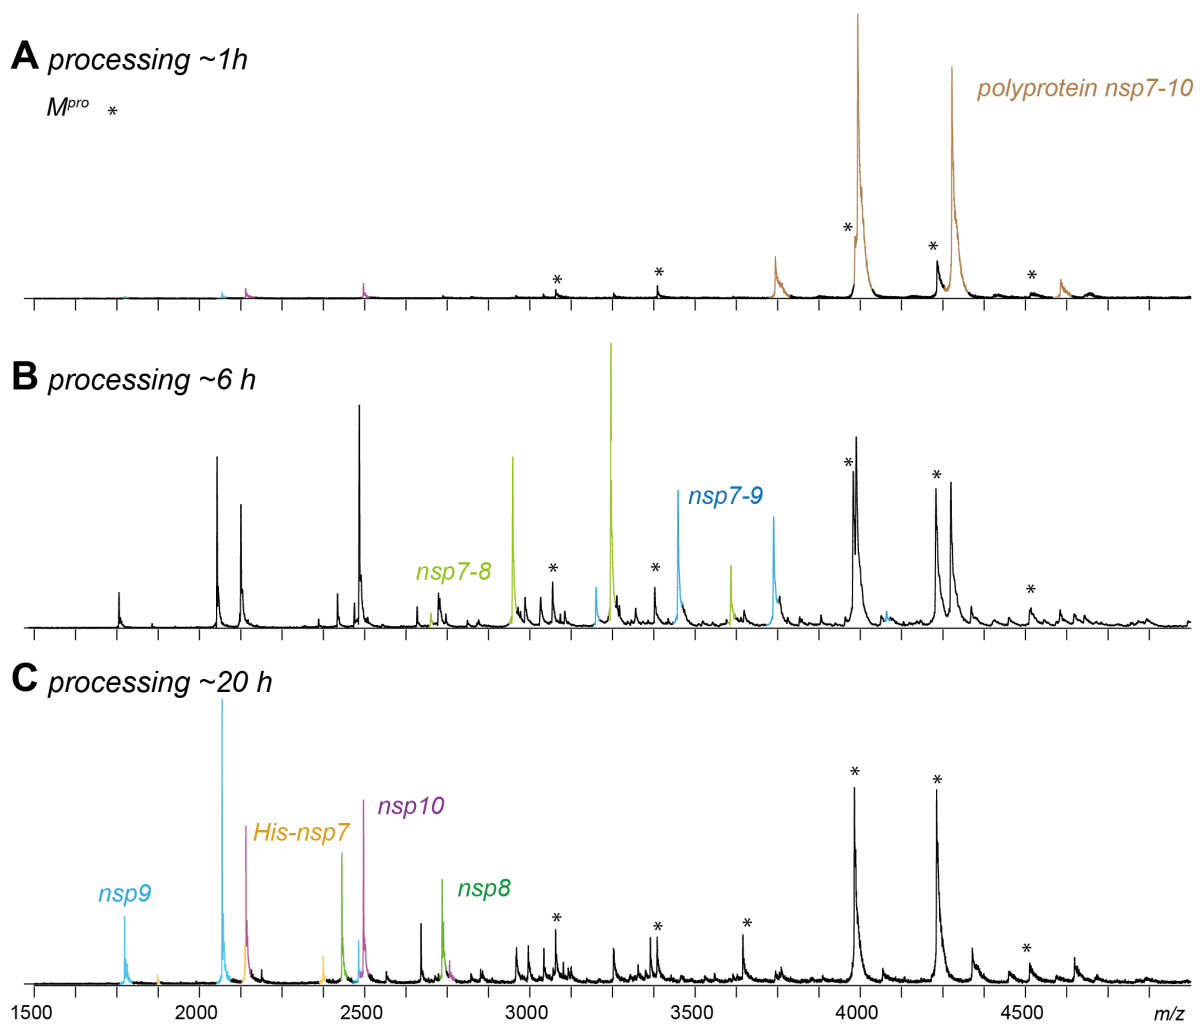 A processing ~1h
Mpro *
polyprotein nsp7-10
* * * * *
B processing ~6 h
nsp7-8
nsp7-9
* * * * *
C processing ~20 h
nsp9
His-nsp7
nsp10
nsp8
* * * * * *
1500 2000 2500 3000 3500 4000 4500 m/z